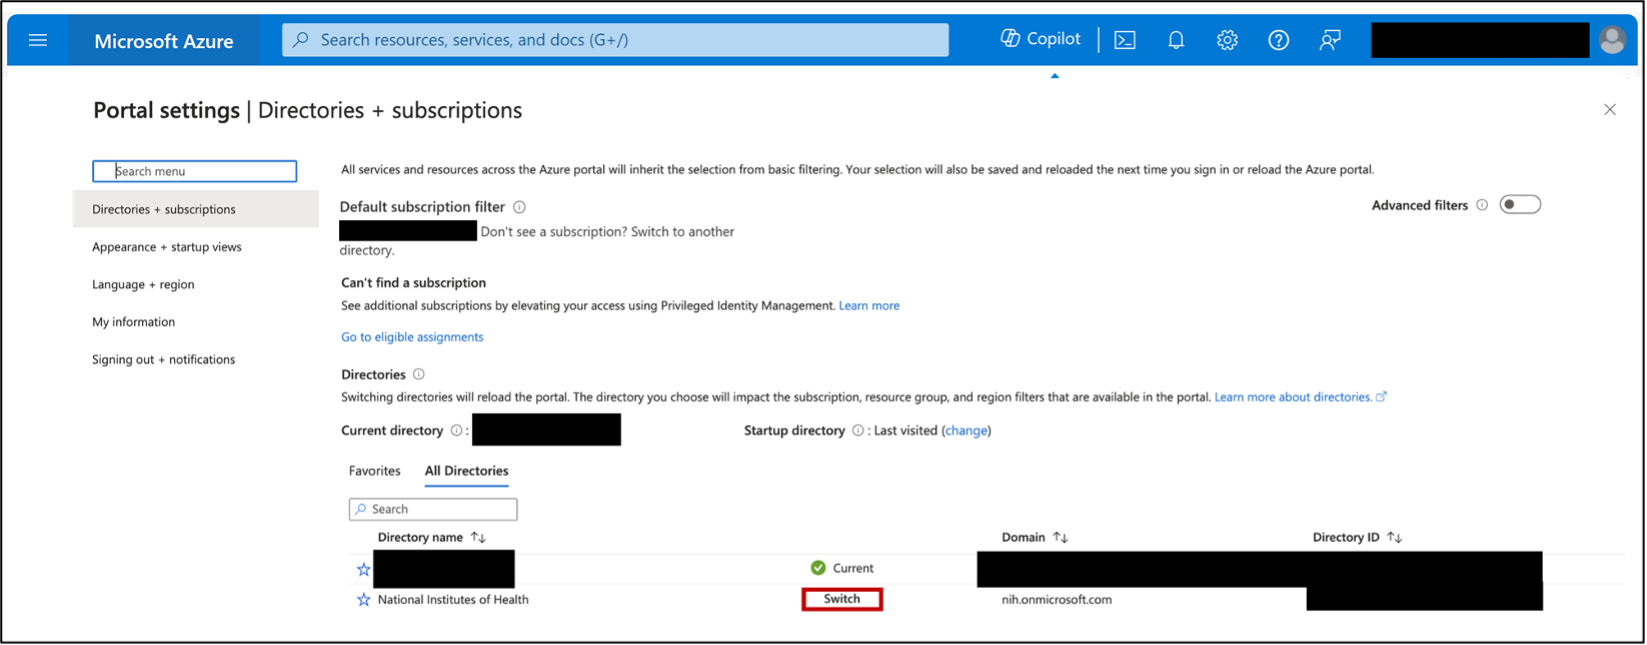 Microsoft Azure
Search resources, services, and docs (G+/)
Copilot
Portal settings | Directories + subscriptions
Search menu
Directories + subscriptions
Appearance + startup views
Language + region
My information
Signing out + notifications
All services and resources across the Azure portal will inherit the selection from basic filtering. Your selection will also be saved and reloaded the next time you sign in or reload the Azure portal.
Default subscription filter
Advanced filters
Don't see a subscription? Switch to another
directory.
Can't find a subscription
See additional subscriptions by elevating your access using Privileged Identity Management. Learn more
Go to eligible assignments
Directories
Switching directories will reload the portal. The directory you choose will impact the subscription, resource group, and region filters that are available in the portal. Learn more about directories.
Current directory :
Startup directory : Last visited (change)
Favorites All Directories
Search
Directory name Domain Directory ID
Current
National Institutes of Health Switch nih.onmicrosoft.com